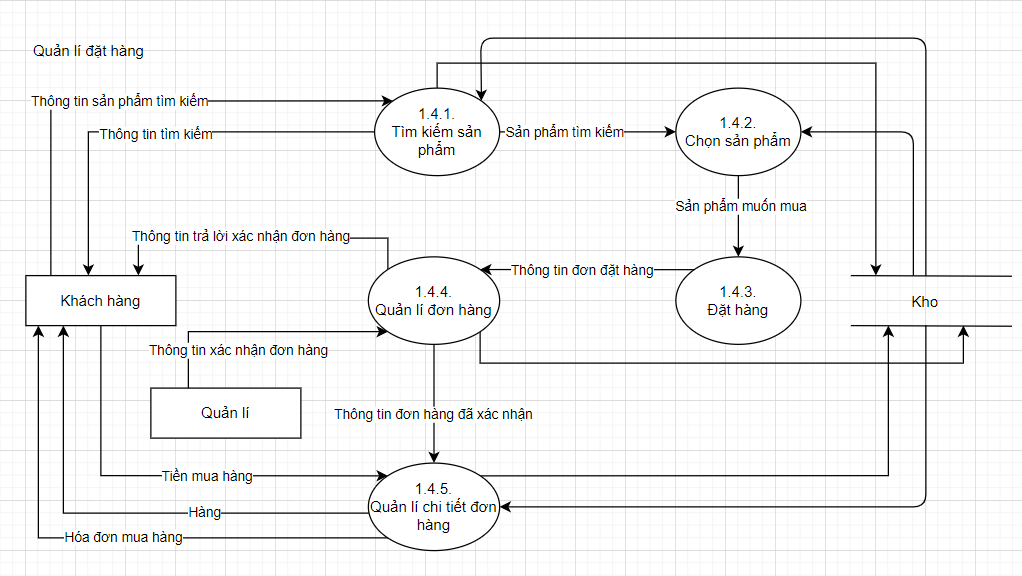 Quản lí đặt hàng
Thông tin sản phẩm tìm kiếm
1.4.1.
Tìm kiếm sản
phẩm
Thông tin tìm kiếm
Sản phẩm tìm kiếm
1.4.2.
Chọn sản phẩm
Sản phẩm muốn mua
Thông tin trả lời xác nhận đơn hàng
Thông tin đơn đặt hàng
Khách hàng
1.4.4.
Quản lí đơn hàng
1.4.3.
Đặt hàng
Kho
Thông tin xác nhận đơn hàng
Quản lí
Thông tin đơn hàng đã xác nhận
Tiền mua hàng
1.4.5.
Quản lí chi tiết đơn
hàng
Hàng
Hóa đơn mua hàng